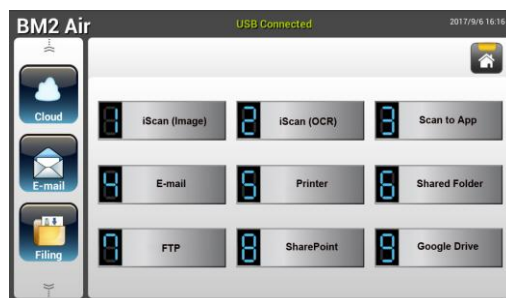 BM2 Air
USB Connected
2017/9/6 16:16
Cloud
E-mail
Filing
1 iScan (Image)
2 iScan (OCR)
3 Scan to App
4 E-mail
5 Printer
6 Shared Folder
7 FTP
8 SharePoint
9 Google Drive